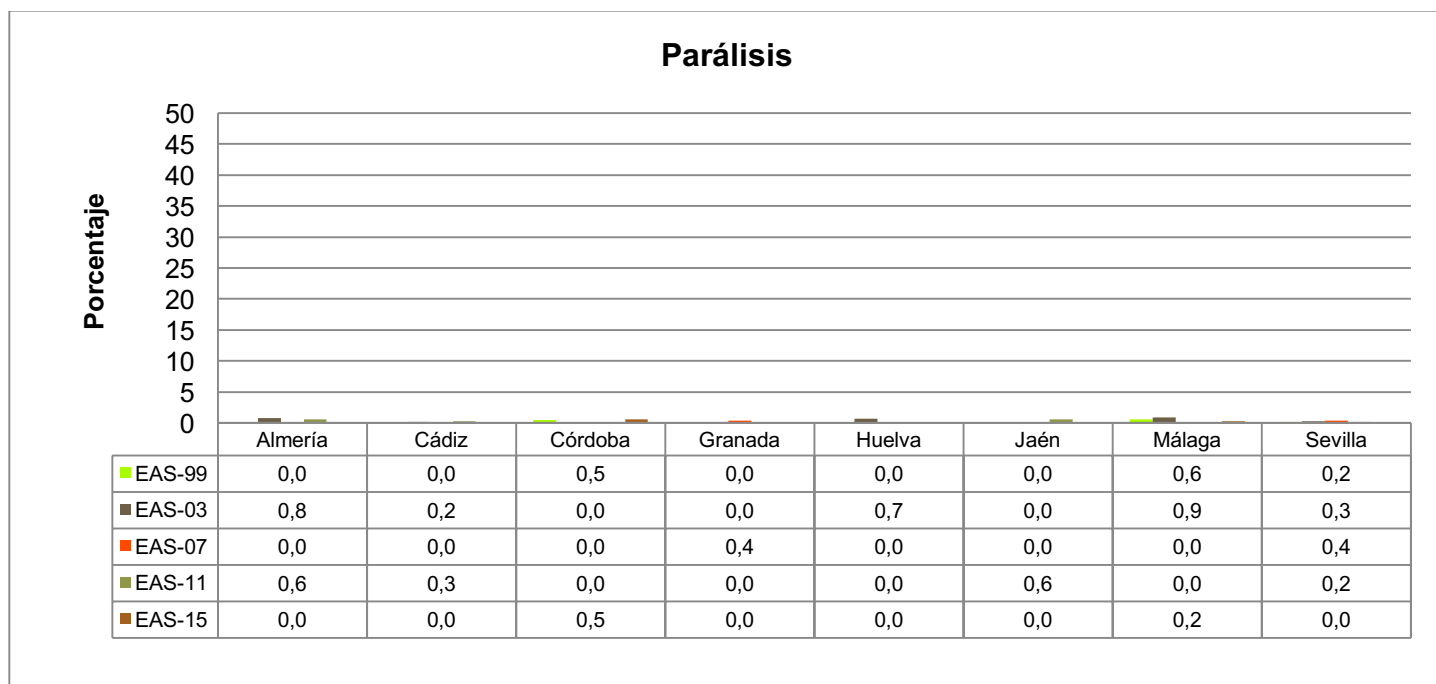 Parálisis
Porcentaje
50
45
40
35
30
25
20
15
10
5
0
Almería Cádiz Córdoba Granada Huelva Jaén Málaga Sevilla
EAS-99 0,0 0,0 0,5 0,0 0,0 0,0 0,6 0,2
EAS-03 0,8 0,2 0,0 0,0 0,7 0,0 0,9 0,3
EAS-07 0,0 0,0 0,0 0,4 0,0 0,0 0,0 0,4
EAS-11 0,6 0,3 0,0 0,0 0,0 0,6 0,0 0,2
EAS-15 0,0 0,0 0,5 0,0 0,0 0,0 0,2 0,0